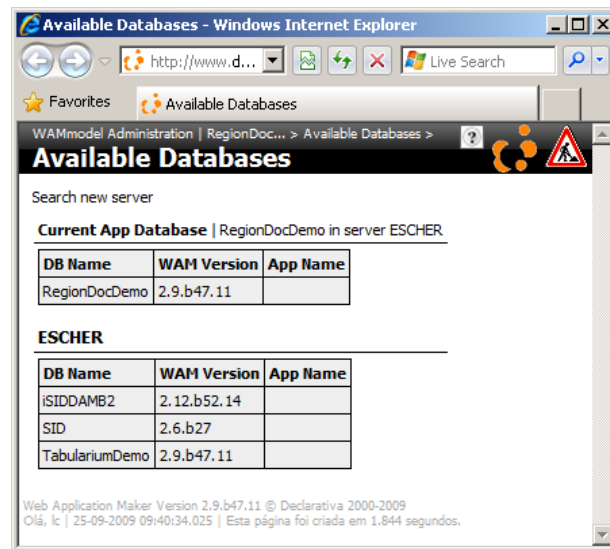 Available Databases - Windows Internet Explorer
http://www.d...
Live Search
Favorites
Available Databases
WAMmodel Administration | RegionDoc... > Available Databases >
?
Available Databases
Search new server
Current App Database | RegionDocDemo in server ESCHER
DB Name WAM Version App Name
RegionDocDemo 2.9.b47.11
ESCHER
DB Name WAM Version App Name
iSIDDAMB2 2.12.b52.14
SID 2.6.b27
TabulariumDemo 2.9.b47.11
Web Application Maker Version 2.9.b47.11 © Declarativa 2000-2009
Olá, lc | 25-09-2009 09:40:34.025 | Esta página foi criada em 1.844 segundos.